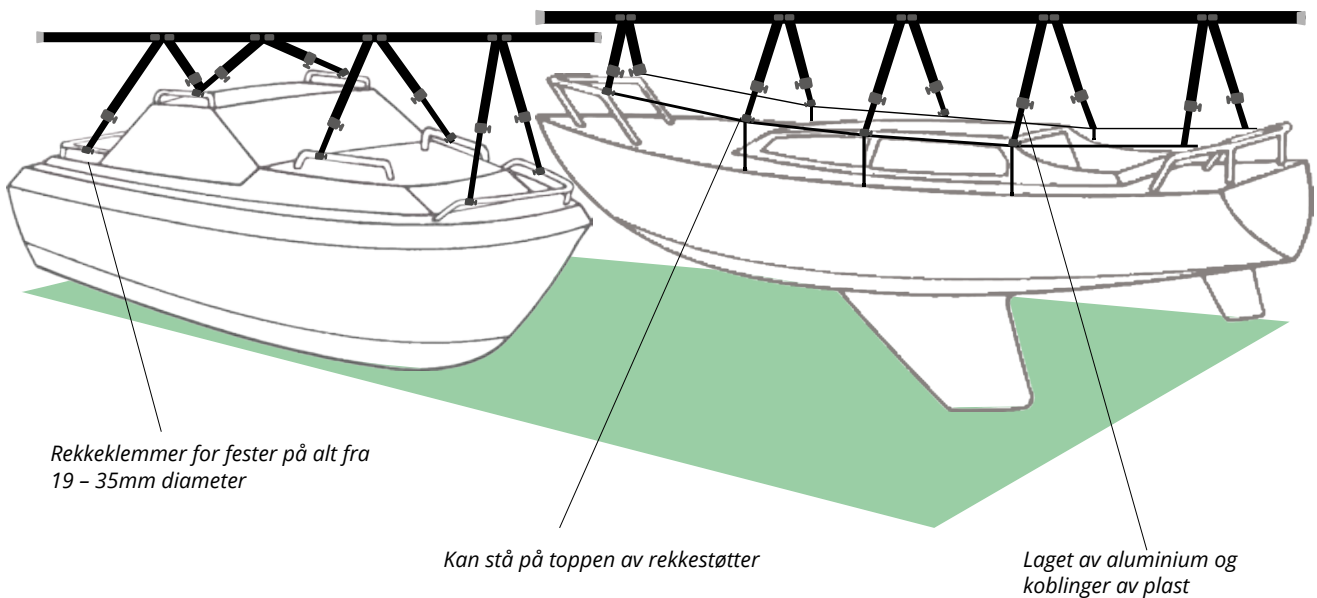 Rekkeklemmer for fester på alt fra
19 – 35mm diameter
Kan stå på toppen av rekkestøtter
Laget av aluminium og
koblinger av plast